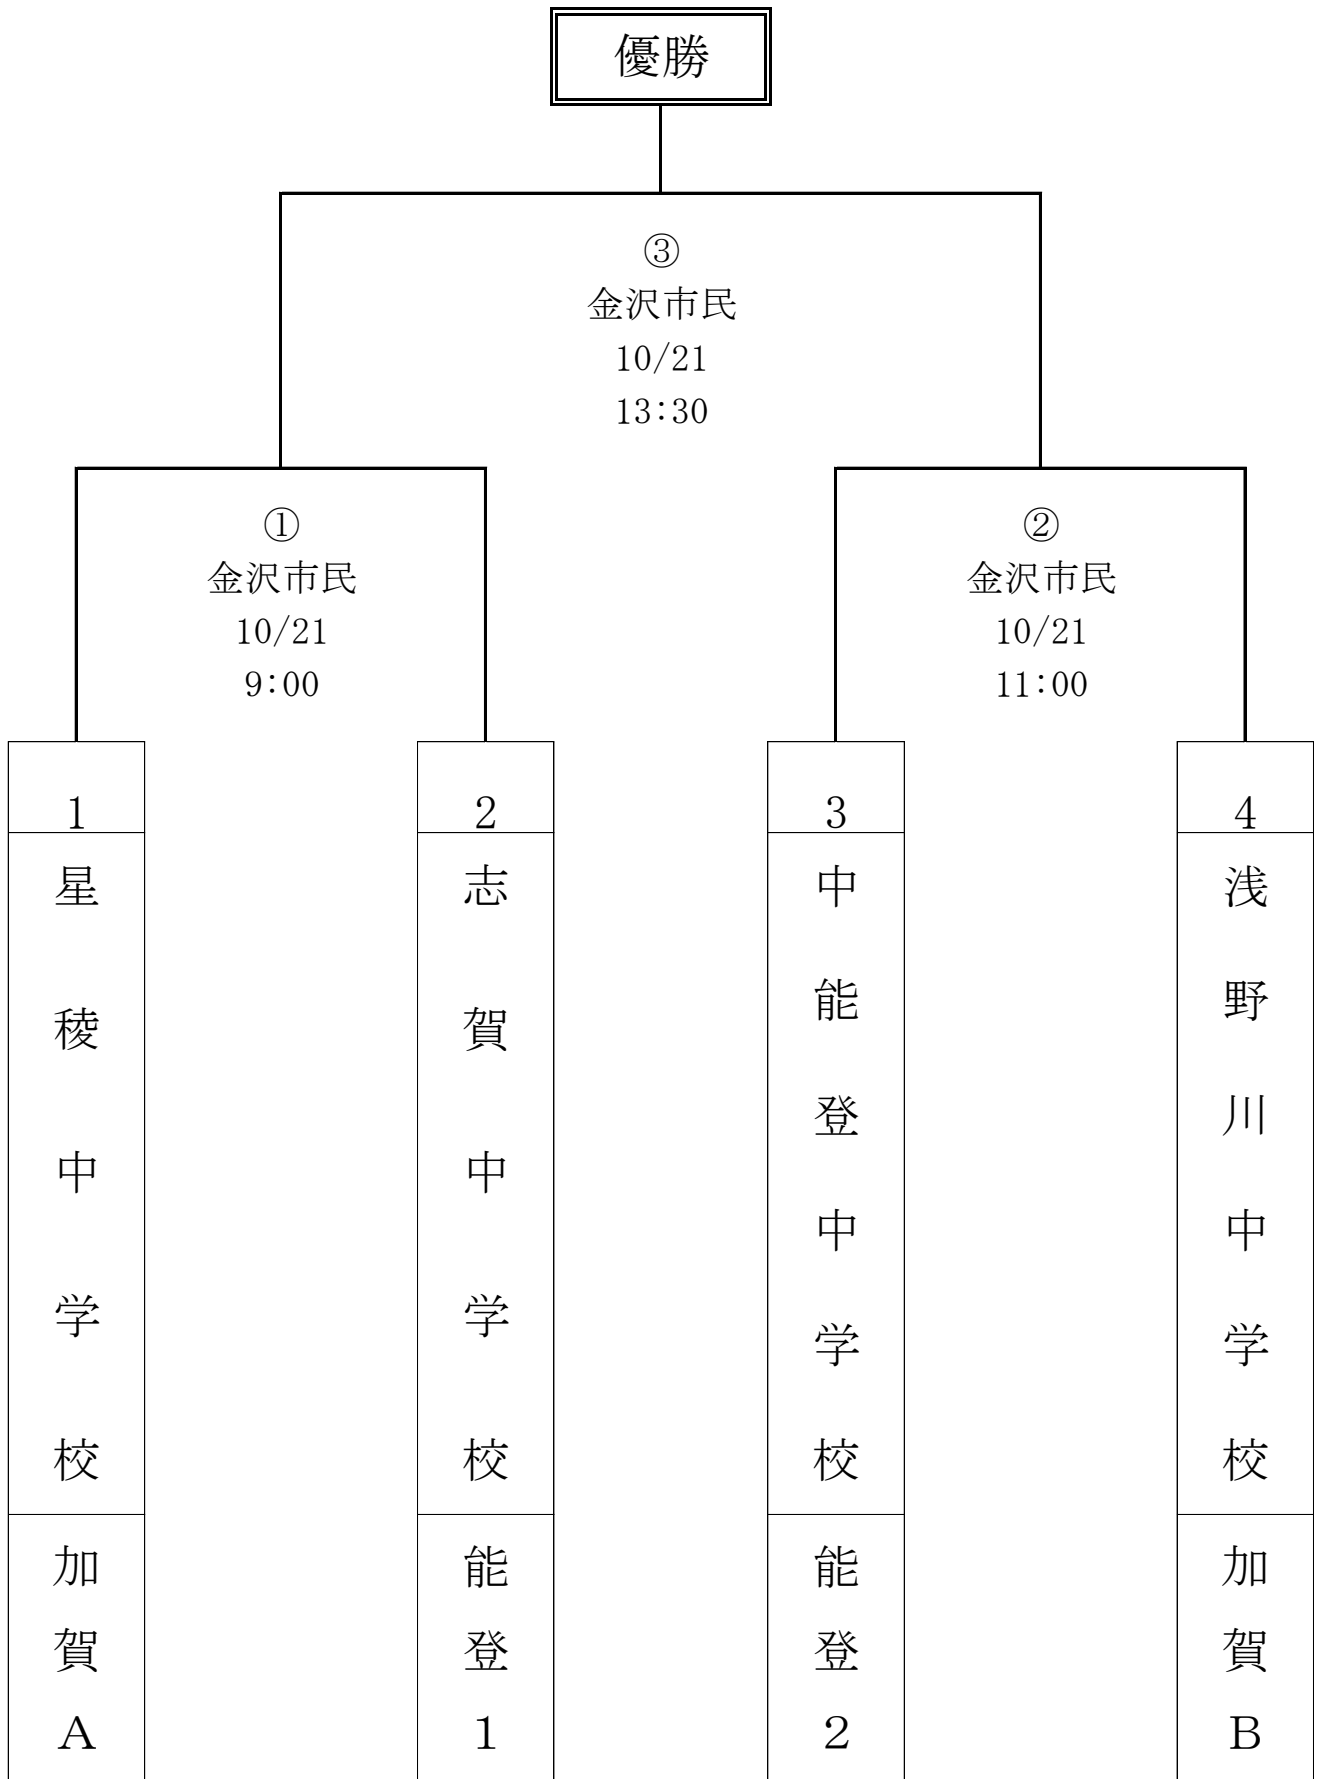 優勝
③
金沢市民
10/21
13:30
①
金沢市民
10/21
9:00
②
金沢市民
10/21
11:00
1
星稜中学校
加賀A
2
志賀中学校
能登1
3
中能登中学校
能登2
4
浅野川中学校
加賀B